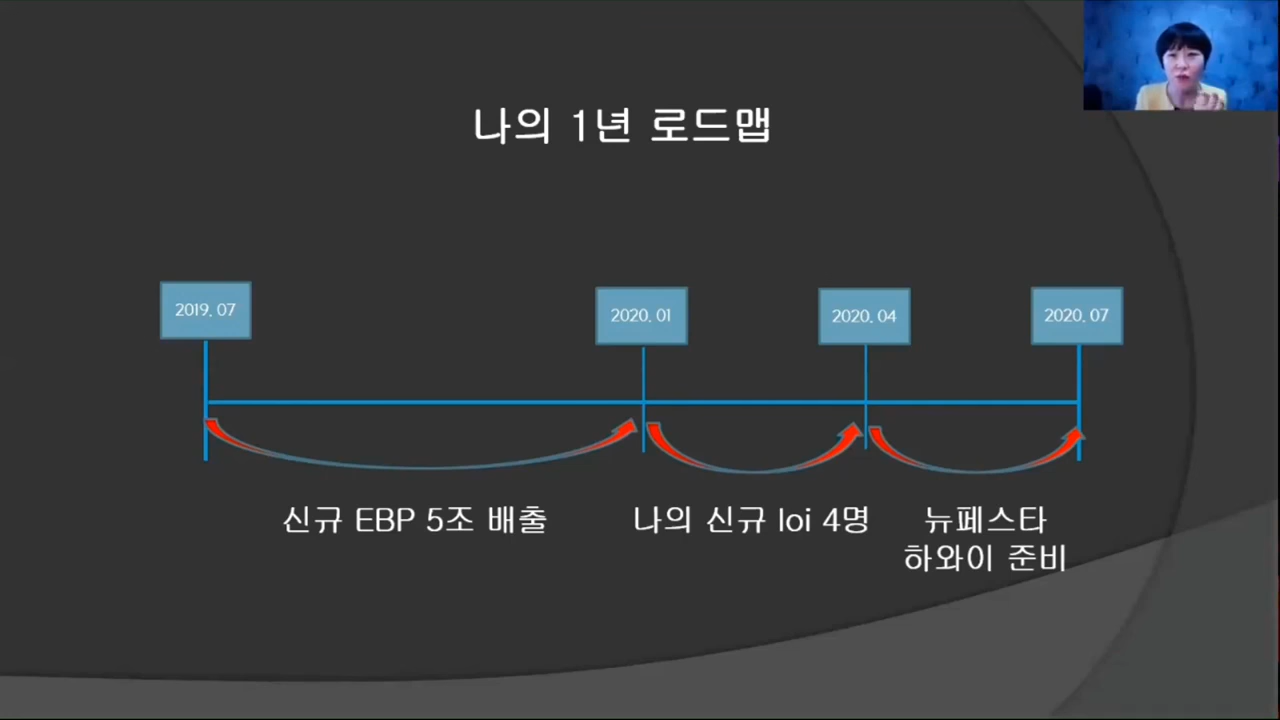 나의 1년 로드맵
2019. 07
2020. 01
2020. 04
2020. 07
신규 EBP 5조 배출
나의 신규 loi 4명
뉴페스타
하와이 준비